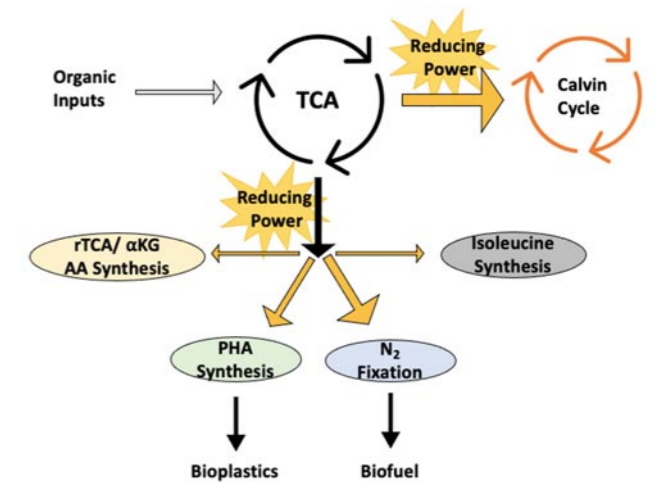 Organic
Inputs
TCA
Reducing
Power
Calvin
Cycle
Reducing
Power
rTCA/ αKG
AA Synthesis
Isoleucine
Synthesis
PHA
Synthesis
N₂
Fixation
Bioplastics
Biofuel